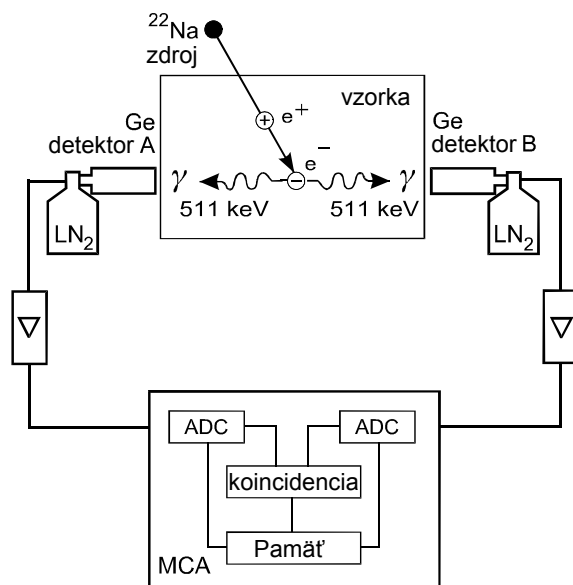 ²²Na
zdroj
vzorka
e⁺
Ge
detektor A
Ge
detektor B
e⁻
γ
γ
511 keV
511 keV
LN₂
LN₂
ADC
ADC
koincidencia
Pamäť
MCA